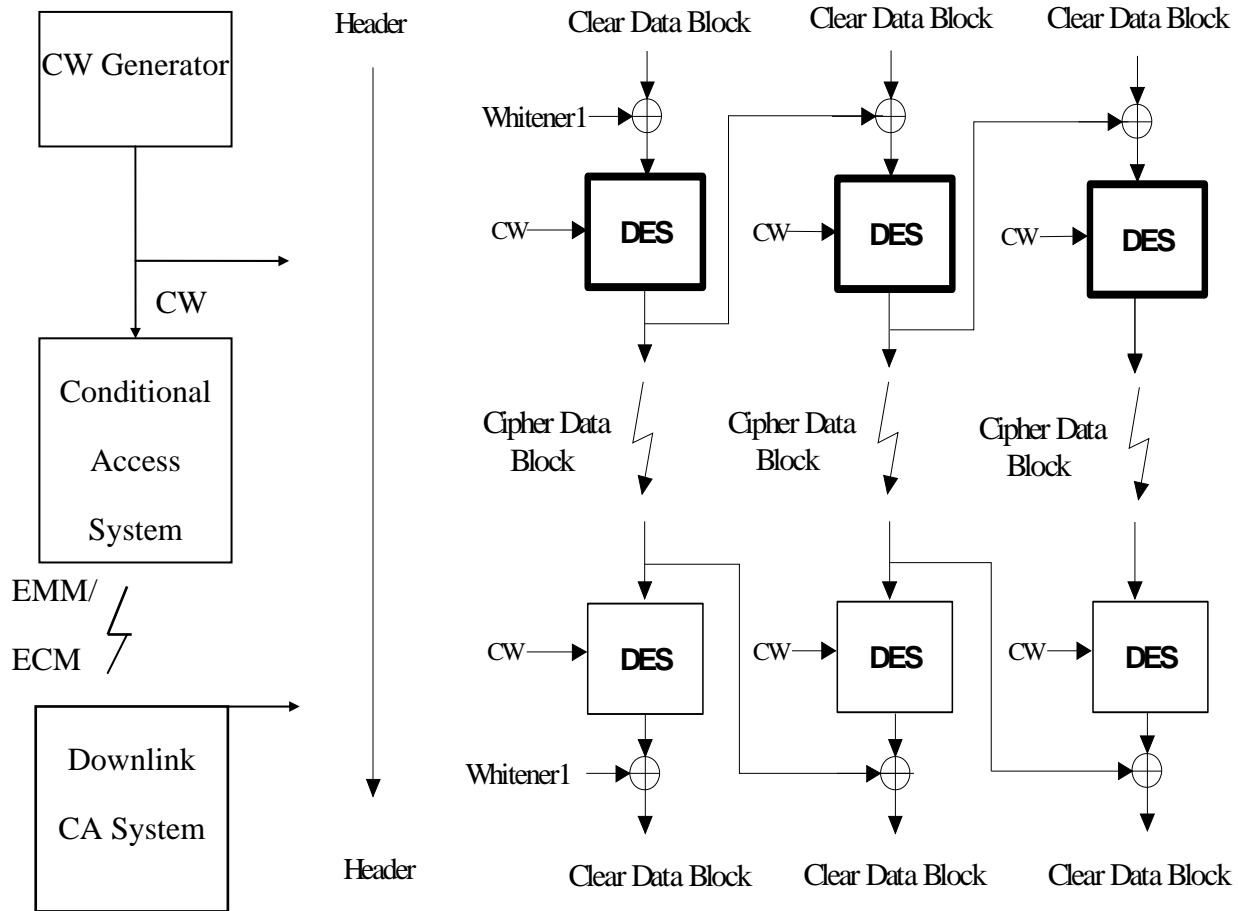 CW Generator
CW
Conditional
Access
System
EMM/
ECM
Downlink
CA System
Header
Header
Clear Data Block
Clear Data Block
Clear Data Block
Whitener1
CW
DES
CW
DES
CW
DES
Cipher Data
Block
Cipher Data
Block
Cipher Data
Block
CW
DES
CW
DES
CW
DES
Whitener1
Clear Data Block
Clear Data Block
Clear Data Block